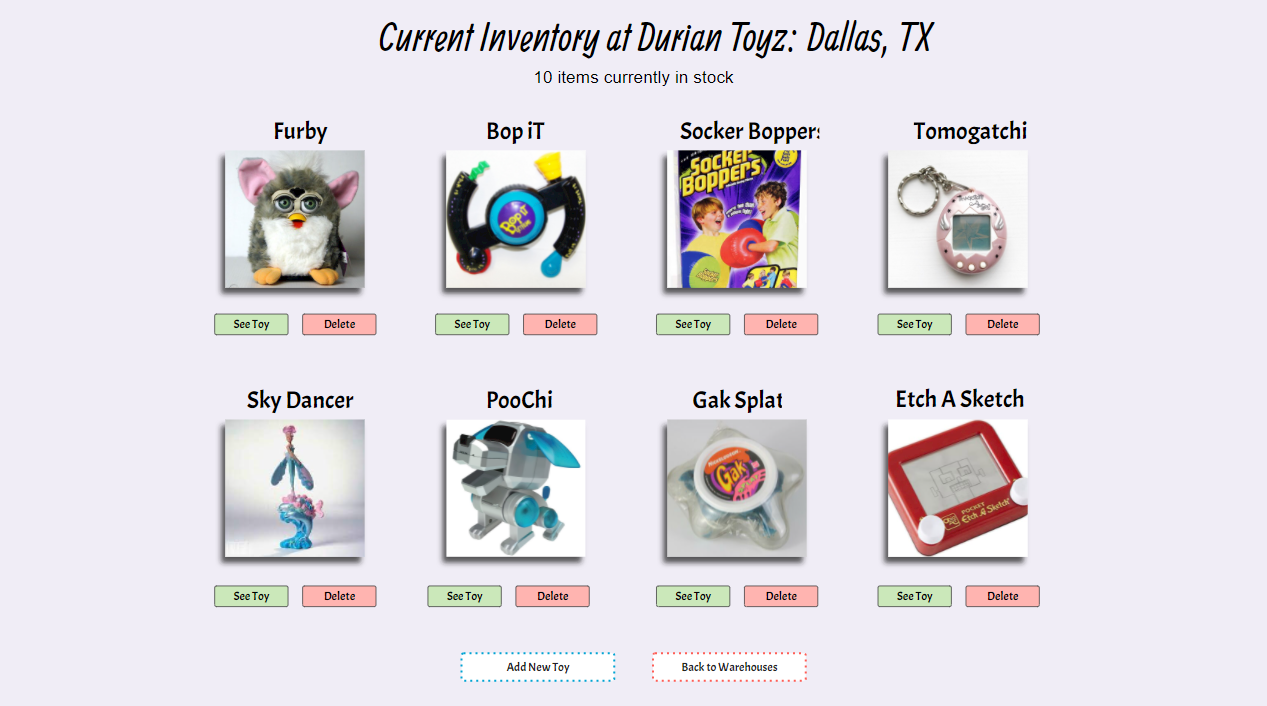 Current Inventory at Durian Toyz: Dallas, TX
10 items currently in stock
Furby
Bop iT
Socker Boppers
Tomogatchi
Bop iT
SOCKER BOPPERS
See Toy
Delete
See Toy
Delete
See Toy
Delete
See Toy
Delete
Sky Dancer
PooChi
Gak Splat
Etch A Sketch
Gak
POCKET
Etch A Sketch
See Toy
Delete
See Toy
Delete
See Toy
Delete
See Toy
Delete
Add New Toy
Back to Warehouses